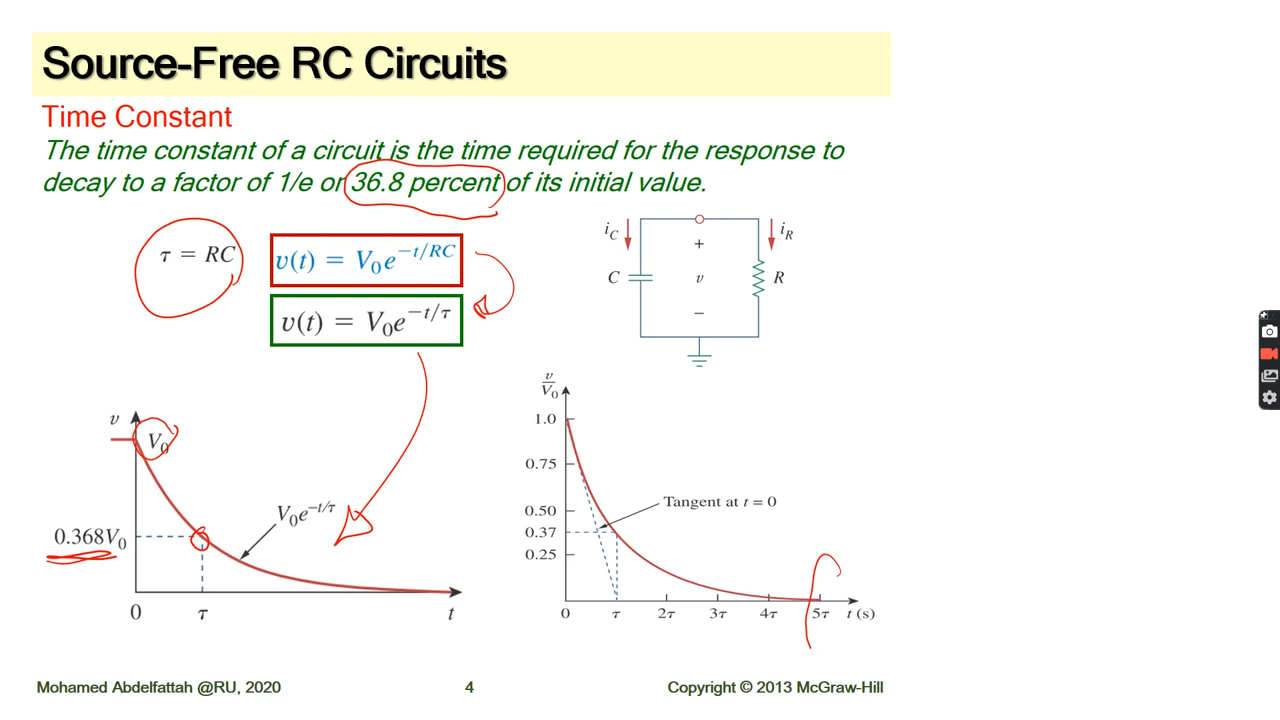 Source-Free RC Circuits
Time Constant
The time constant of a circuit is the time required for the response to
decay to a factor of 1/e or 36.8 percent of its initial value.
τ = RC
v(t) = V₀e^−t/RC
v(t) = V₀e^−t/τ
i_C
+
i_R
C
v
R
−
v
V₀
0.368V₀
V₀e^−t/τ
0
τ
t
v
V₀
1.0
0.75
0.50
0.37
0.25
Tangent at t = 0
0 τ 2τ 3τ 4τ 5τ t (s)
Mohamed Abdelfattah @RU, 2020
4
Copyright © 2013 McGraw-Hill